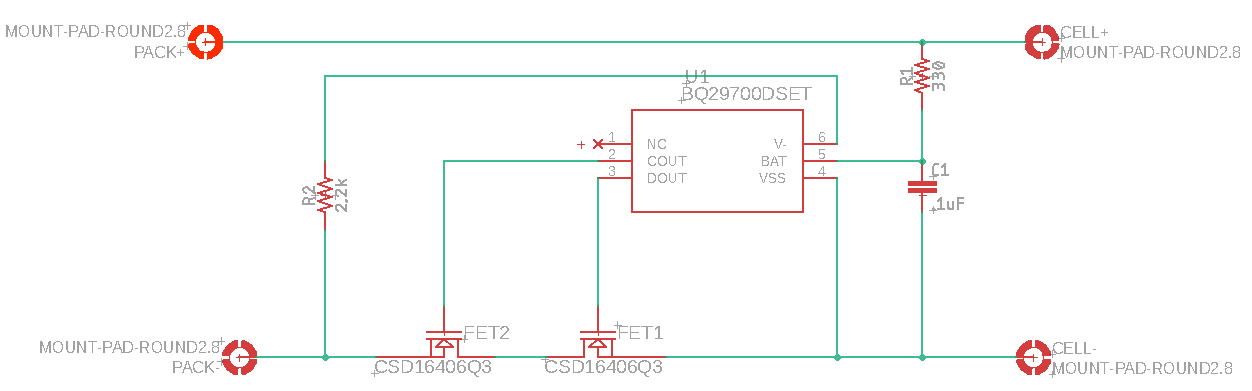 MOUNT-PAD-ROUND2.8
PACK+
CELL+
MOUNT-PAD-ROUND2.8
R1
330
U1
BQ29700DSET
1
NC
2
COUT
3
DOUT
V-
6
BAT
5
VSS
4
C1
.1uF
R2
2.2k
FET2
CSD16406Q3
FET1
CSD16406Q3
MOUNT-PAD-ROUND2.8
PACK-
CELL-
MOUNT-PAD-ROUND2.8